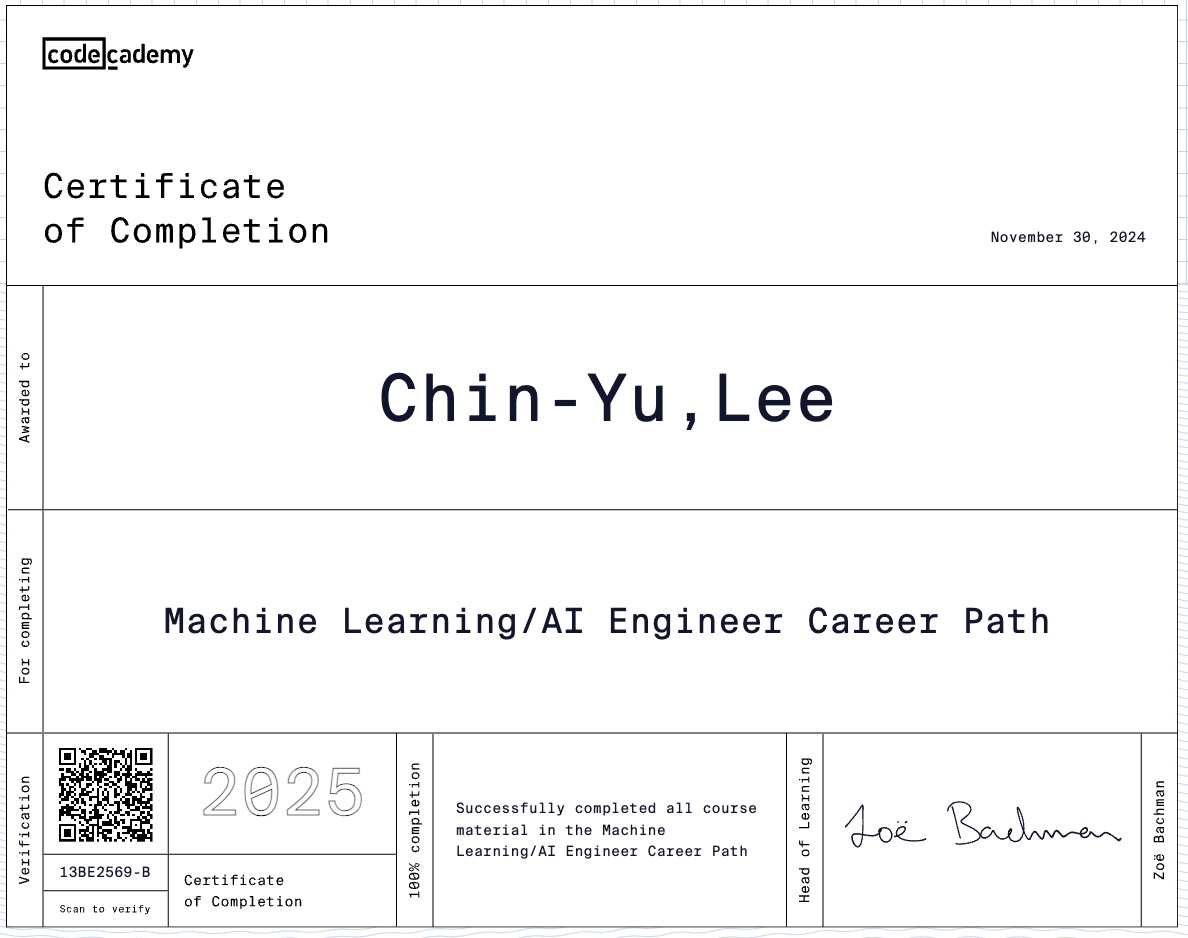 codecademy
Certificate
of Completion
November 30, 2024
Awarded to
Chin-Yu,Lee
For completing
Machine Learning/AI Engineer Career Path
Verification
13BE2569-B
Scan to verify
2025
Certificate
of Completion
100% completion
Successfully completed all course
material in the Machine
Learning/AI Engineer Career Path
Head of Learning
Zoë Bachman
Zoë Bachman